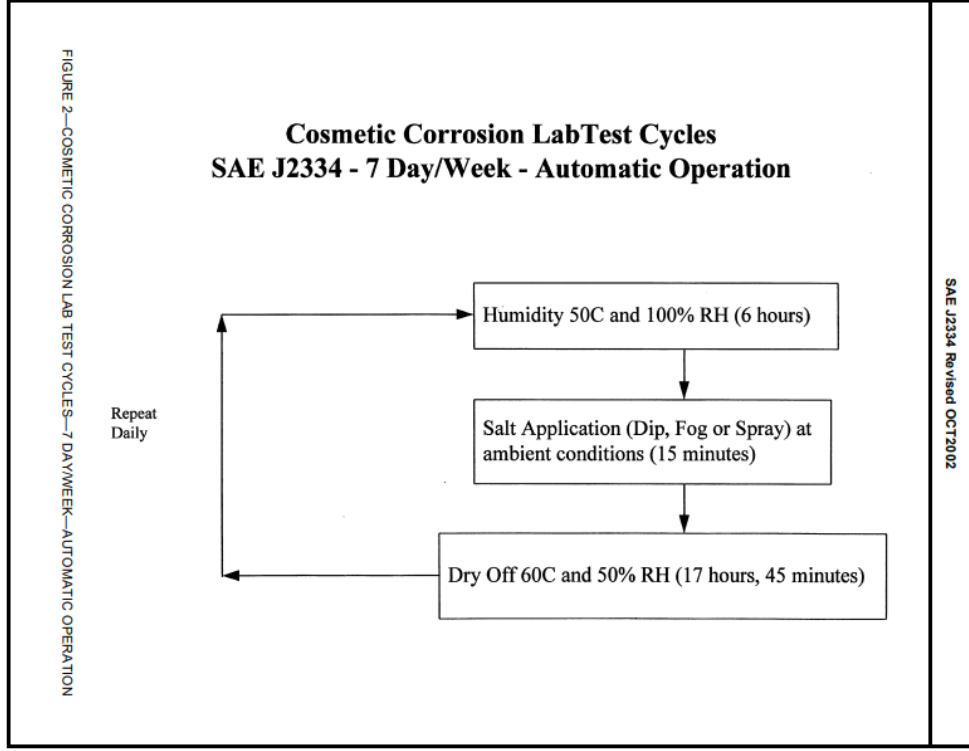 FIGURE 2—COSMETIC CORROSION LAB TEST CYCLES—7 DAY/WEEK—AUTOMATIC OPERATION
Cosmetic Corrosion LabTest Cycles
SAE J2334 - 7 Day/Week - Automatic Operation
Humidity 50C and 100% RH (6 hours)
Salt Application (Dip, Fog or Spray) at
ambient conditions (15 minutes)
Dry Off 60C and 50% RH (17 hours, 45 minutes)
Repeat
Daily
SAE J2334 Revised OCT2002